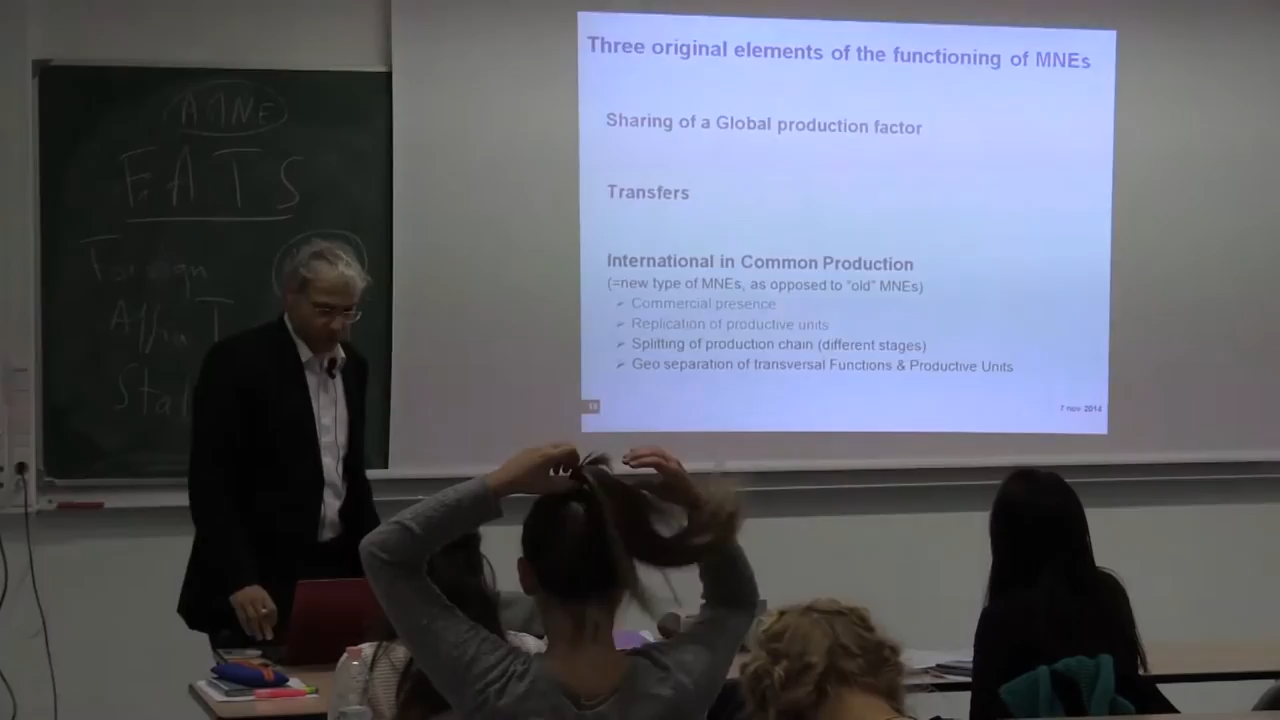 AMNE
FATS
Foreign
Affil T
Stat
Three original elements of the functioning of MNEs
Sharing of a Global production factor
Transfers
International in Common Production
(=new type of MNEs, as opposed to "old" MNEs)
Commercial presence
Replication of productive units
Splitting of production chain (different stages)
Geo separation of transversal Functions & Productive Units
7 nov 2014